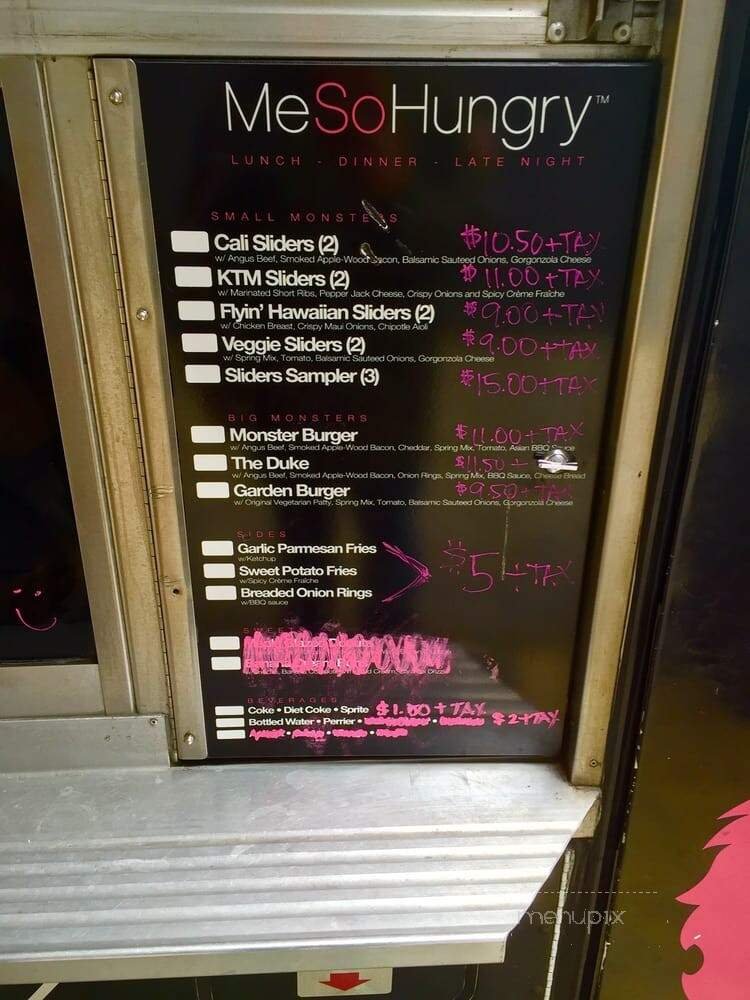 MeSoHungry™
LUNCH - DINNER - LATE NIGHT
SMALL MONSTERS
Cali Sliders (2) $10.50+TAX
w/ Angus Beef, Smoked Apple-Wood Bacon, Balsamic Sauteed Onions, Gorgonzola Cheese
KTM Sliders (2) $11.00+TAX
w/ Marinated Short Ribs, Pepper Jack Cheese, Crispy Onions and Spicy Crème Fraîche
Flyin' Hawaiian Sliders (2) $9.00+TAX
w/ Chicken Breast, Crispy Maui Onions, Chipotle Aioli
Veggie Sliders (2) $9.00+TAX
w/ Spring Mix, Tomato, Balsamic Sauteed Onions, Gorgonzola Cheese
Sliders Sampler (3) $15.00+TAX
BIG MONSTERS
Monster Burger $11.00+TAX
w/ Angus Beef, Smoked Apple-Wood Bacon, Cheddar, Spring Mix, Tomato, Asian BBQ Sauce
The Duke $11.50+
w/ Angus Beef, Smoked Apple-Wood Bacon, Onion Rings, Spring Mix, BBQ Sauce, Cheese Bread
Garden Burger $9.50+TAX
w/ Original Vegetarian Patty, Spring Mix, Tomato, Balsamic Sauteed Onions, Gorgonzola Cheese
SIDES
Garlic Parmesan Fries
w/Ketchup
Sweet Potato Fries $5+TAX
w/Spicy Crème Fraîche
Breaded Onion Rings
w/BBQ sauce
BEVERAGES
Coke • Diet Coke • Sprite $1.00+TAX
Bottled Water • Perrier • $2+TAX
menupix